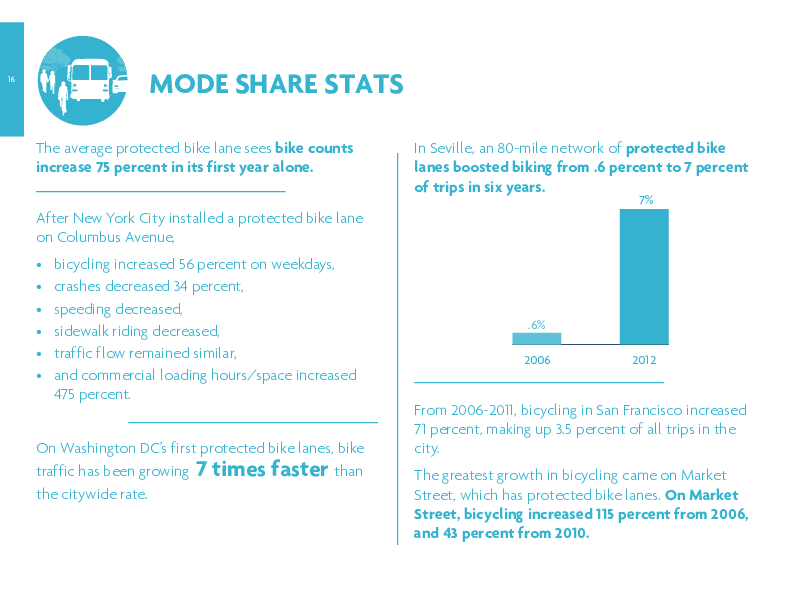 16
MODE SHARE STATS
The average protected bike lane sees bike counts
increase 75 percent in its first year alone.
After New York City installed a protected bike lane
on Columbus Avenue,
• bicycling increased 56 percent on weekdays,
• crashes decreased 34 percent,
• speeding decreased,
• sidewalk riding decreased,
• traffic flow remained similar,
• and commercial loading hours/space increased
475 percent.
On Washington DC's first protected bike lanes, bike
traffic has been growing 7 times faster than
the citywide rate.
In Seville, an 80-mile network of protected bike
lanes boosted biking from .6 percent to 7 percent
of trips in six years.
7%
.6%
2006 2012
From 2006-2011, bicycling in San Francisco increased
71 percent, making up 3.5 percent of all trips in the
city.
The greatest growth in bicycling came on Market
Street, which has protected bike lanes. On Market
Street, bicycling increased 115 percent from 2006,
and 43 percent from 2010.